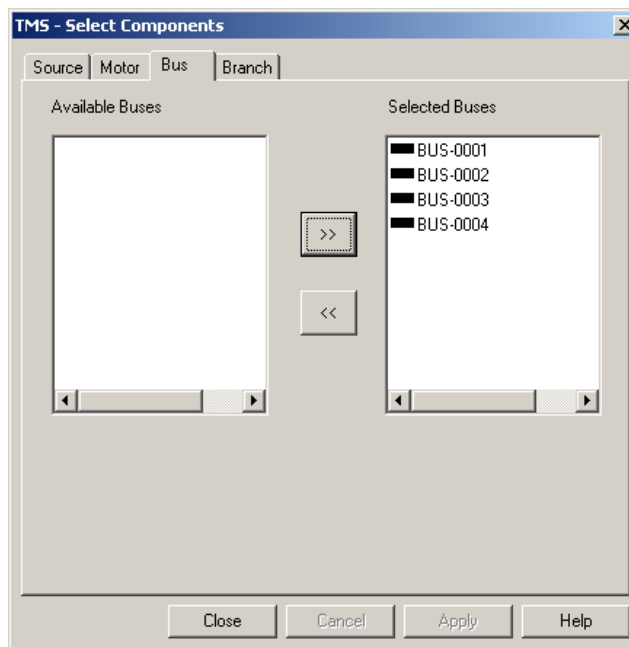 TMS - Select Components
Source Motor Bus Branch
Available Buses Selected Buses
BUS-0001
BUS-0002
BUS-0003
BUS-0004
>>
<<
Close Cancel Apply Help